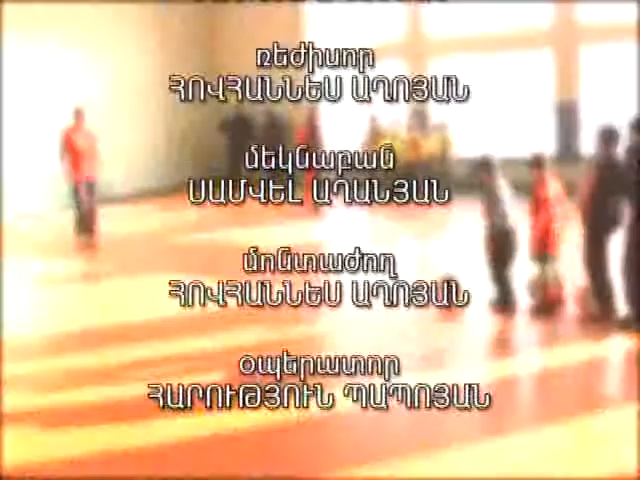 ռեժիսոր
ՀՈՎՀԱՆՆԵՍ ԱՂՈՅԱՆ
մեկնաբան
ՍԱՄՎԵԼ ԱՂԱՆՅԱՆ
մոնտաժող
ՀՈՎՀԱՆՆԵՍ ԱՂՈՅԱՆ
օպերատոր
ՀԱՐՈՒԹՅՈՒՆ ՊԱՊՈՅԱՆ